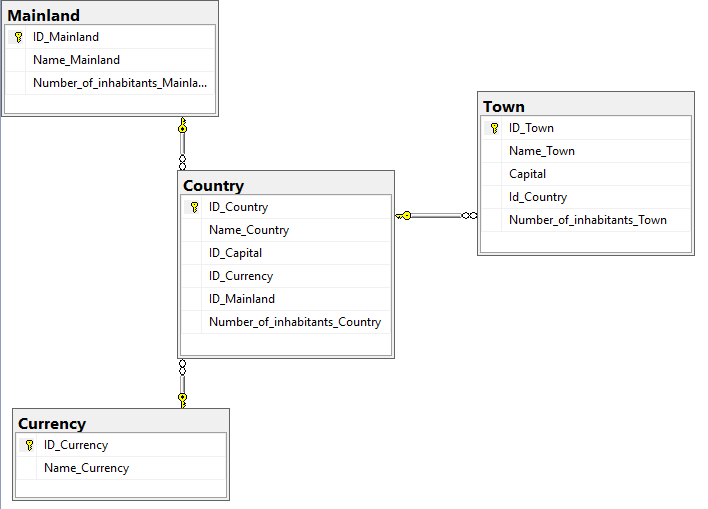 Mainland
ID_Mainland
Name_Mainland
Number_of_inhabitants_Mainla...
Town
ID_Town
Name_Town
Capital
Id_Country
Number_of_inhabitants_Town
Country
ID_Country
Name_Country
ID_Capital
ID_Currency
ID_Mainland
Number_of_inhabitants_Country
Currency
ID_Currency
Name_Currency